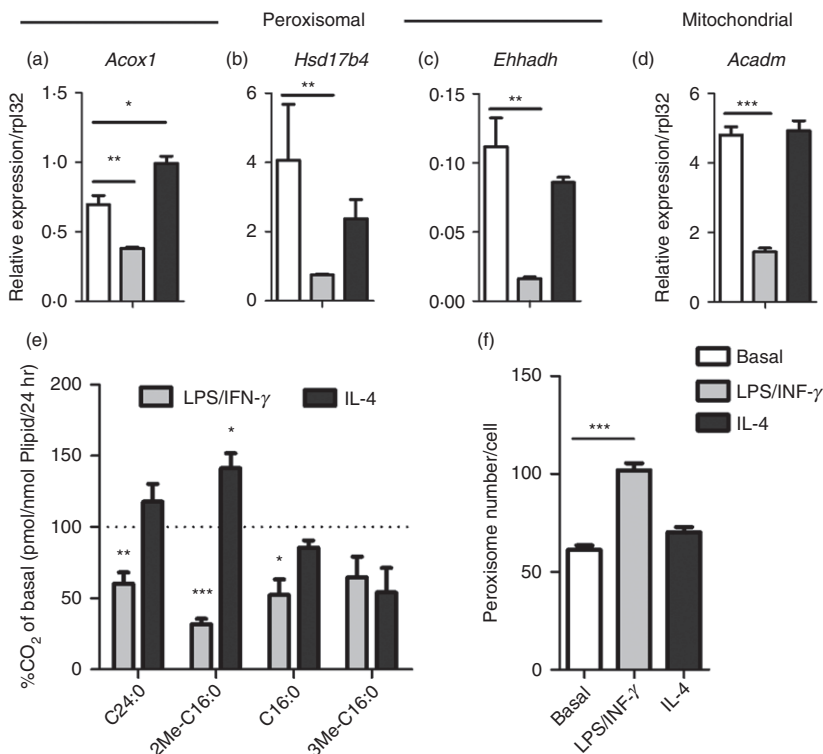 Peroxisomal Mitochondrial
(a) Acox1 (b) Hsd17b4 (c) Ehhadh (d) Acadm
Relative expression/rpl32
1·5
1·0
0·5
0·0
*
**
6
4
2
0
**
0·15
0·10
0·05
0·00
**
Relative expression/rpl32
6
4
2
0
***
(e)
%CO2 of basal (pmol/nmol Plipid/24 hr)
200
150
100
50
0
LPS/IFN-γ IL-4
** *** * *
C24:0 2Me-C16:0 C16:0 3Me-C16:0
(f)
Basal
LPS/INF-γ
IL-4
Peroxisome number/cell
150
100
50
0
***
Basal LPS/INF-γ IL-4